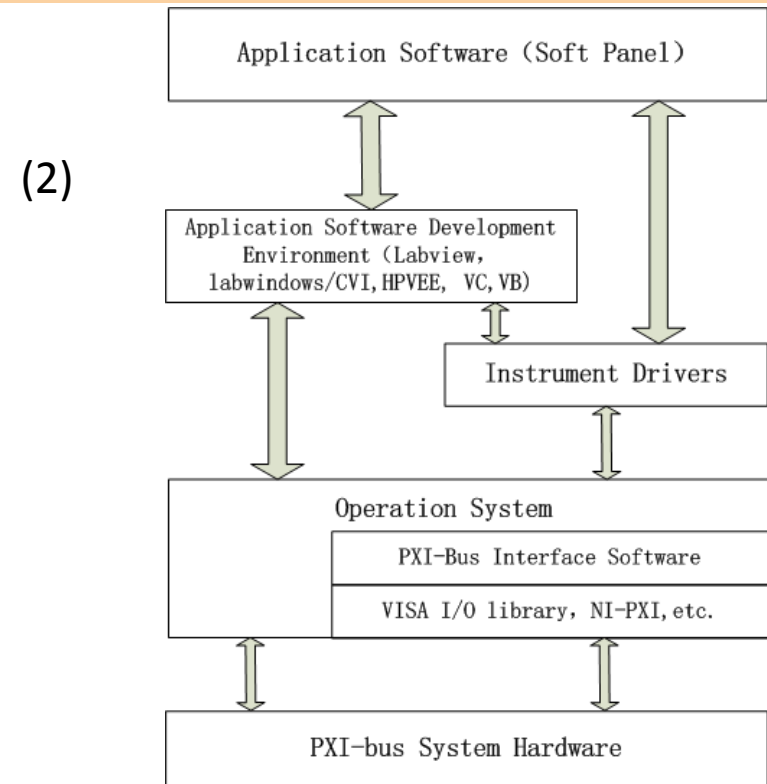 Application Software（Soft Panel）
(2)
Application Software Development
Environment（Labview，
labwindows/CVI,HPVEE, VC,VB)
Instrument Drivers
Operation System
PXI-Bus Interface Software
VISA I/O library，NI-PXI,etc.
PXI-bus System Hardware